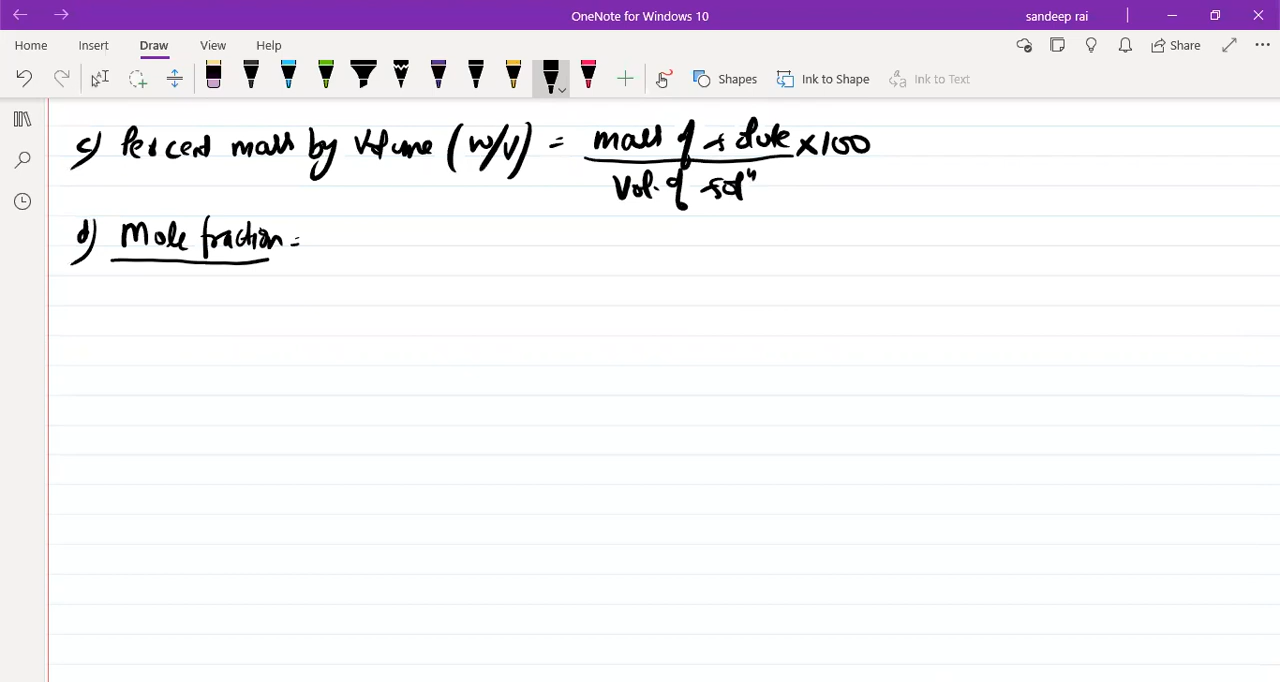 OneNote for Windows 10
sandeep rai
Home Insert Draw View Help
Share
Shapes
Ink to Shape
Ink to Text
c) Percent mass by Volume (w/v) = mass of solute ×100
Vol. of solⁿ
d) Mole fraction =